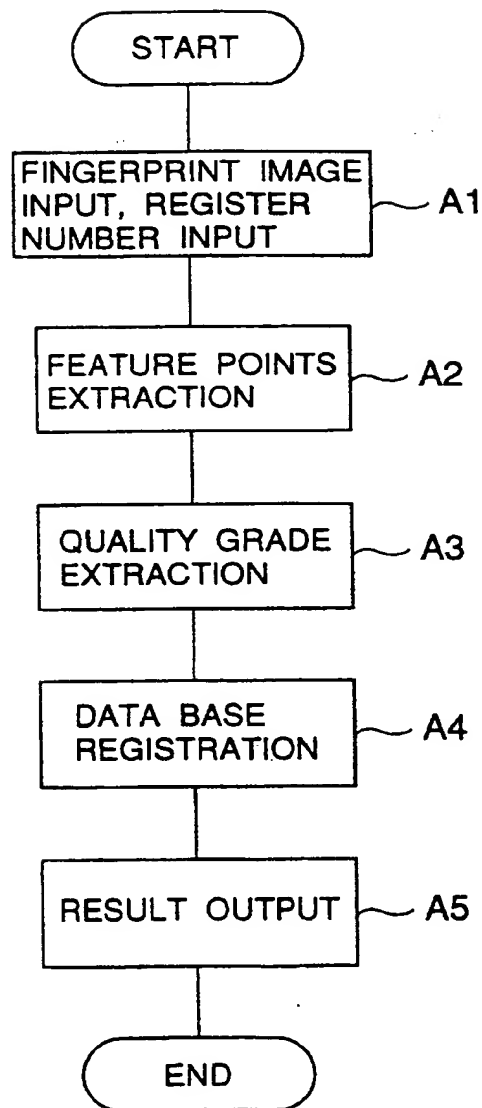 START
FINGERPRINT IMAGE
INPUT, REGISTER
NUMBER INPUT
A1
FEATURE POINTS
EXTRACTION
A2
QUALITY GRADE
EXTRACTION
A3
DATA BASE
REGISTRATION
A4
RESULT OUTPUT
A5
END